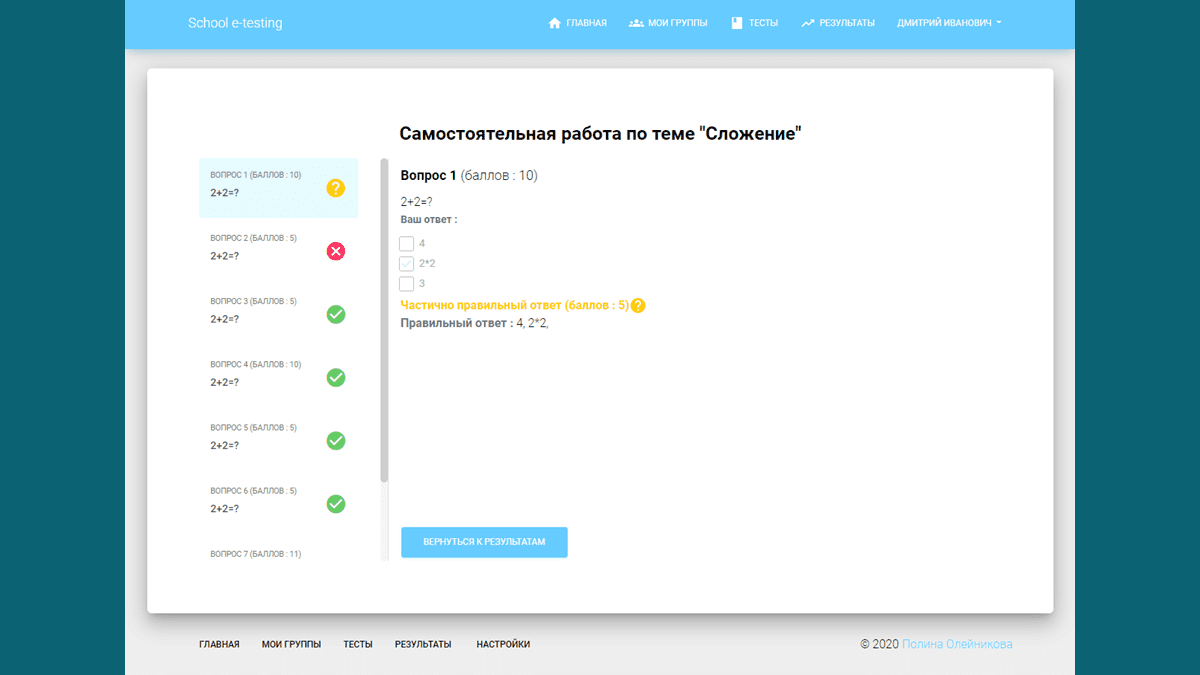 School e-testing
ГЛАВНАЯ
МОИ ГРУППЫ
ТЕСТЫ
РЕЗУЛЬТАТЫ
ДМИТРИЙ ИВАНОВИЧ
Самостоятельная работа по теме "Сложение"
ВОПРОС 1 (БАЛЛОВ : 10)
2+2=?
ВОПРОС 2 (БАЛЛОВ : 5)
2+2=?
ВОПРОС 3 (БАЛЛОВ : 5)
2+2=?
ВОПРОС 4 (БАЛЛОВ : 10)
2+2=?
ВОПРОС 5 (БАЛЛОВ : 5)
2+2=?
ВОПРОС 6 (БАЛЛОВ : 5)
2+2=?
ВОПРОС 7 (БАЛЛОВ : 11)
Вопрос 1 (баллов : 10)
2+2=?
Ваш ответ :
4
2*2
3
Частично правильный ответ (баллов : 5)
Правильный ответ : 4, 2*2,
ВЕРНУТЬСЯ К РЕЗУЛЬТАТАМ
ГЛАВНАЯ
МОИ ГРУППЫ
ТЕСТЫ
РЕЗУЛЬТАТЫ
НАСТРОЙКИ
© 2020 Полина Олейникова